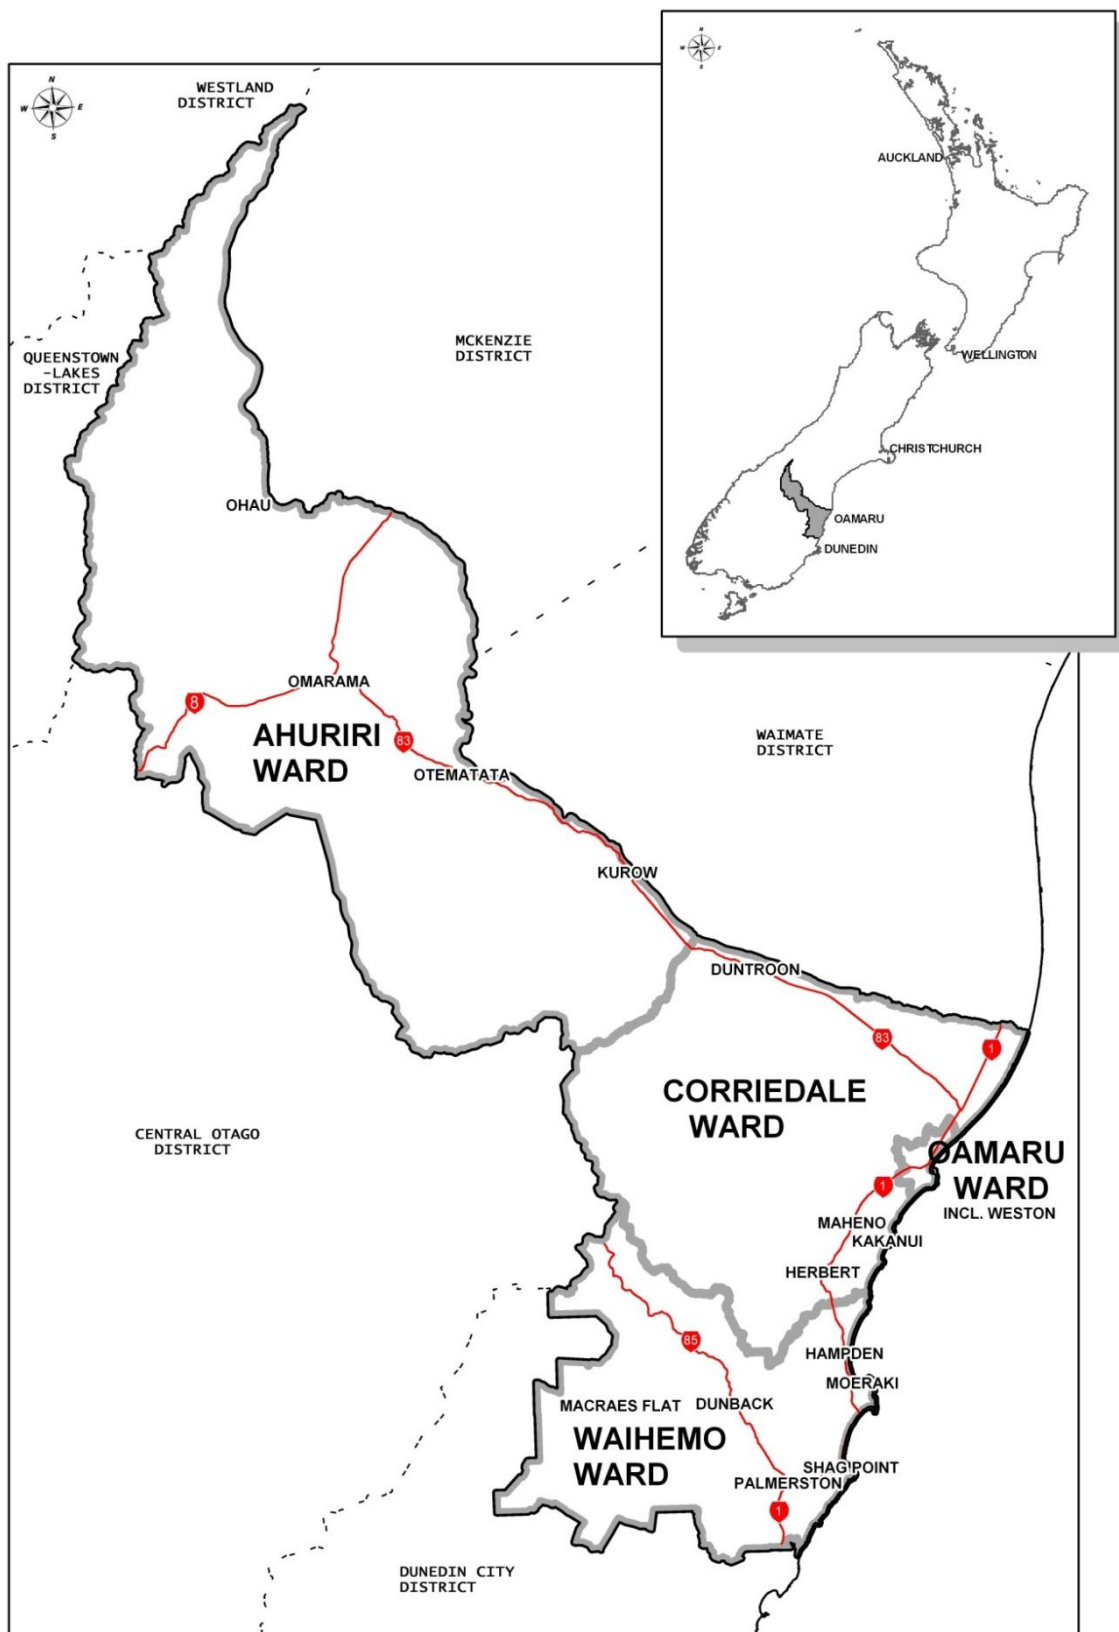 N
W E
S
AUCKLAND
WELLINGTON
CHRISTCHURCH
OAMARU
DUNEDIN
N
W E
S
WESTLAND
DISTRICT
QUEENSTOWN
-LAKES
DISTRICT
MCKENZIE
DISTRICT
OHAU
OMARAMA
8
AHURIRI
WARD
83
OTEMATATA
WAIMATE
DISTRICT
KUROW
DUNTROON
83
1
CORRIEDALE
WARD
CENTRAL OTAGO
DISTRICT
OAMARU
WARD
INCL. WESTON
1
MAHENO
KAKANUI
HERBERT
85
HAMPDEN
MOERAKI
MACRAES FLAT
DUNBACK
WAIHEMO
WARD
SHAG POINT
PALMERSTON
1
DUNEDIN CITY
DISTRICT